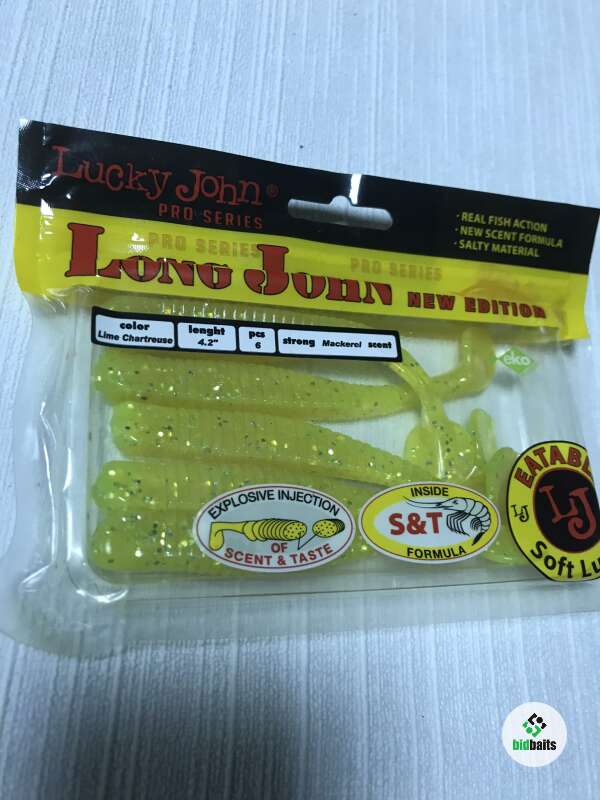 Lucky John®
PRO SERIES
· REAL FISH ACTION
· NEW SCENT FORMULA
· SALTY MATERIAL
PRO SERIES
PRO SERIES
LONG JOHN NEW EDITION
color
Lime Chartreuse
lenght
4.2"
pcs
6
strong Mackerel scent
eko
EXPLOSIVE INJECTION
OF
SCENT & TASTE
INSIDE
S&T
FORMULA
LJ
LJ
Soft
bidbaits